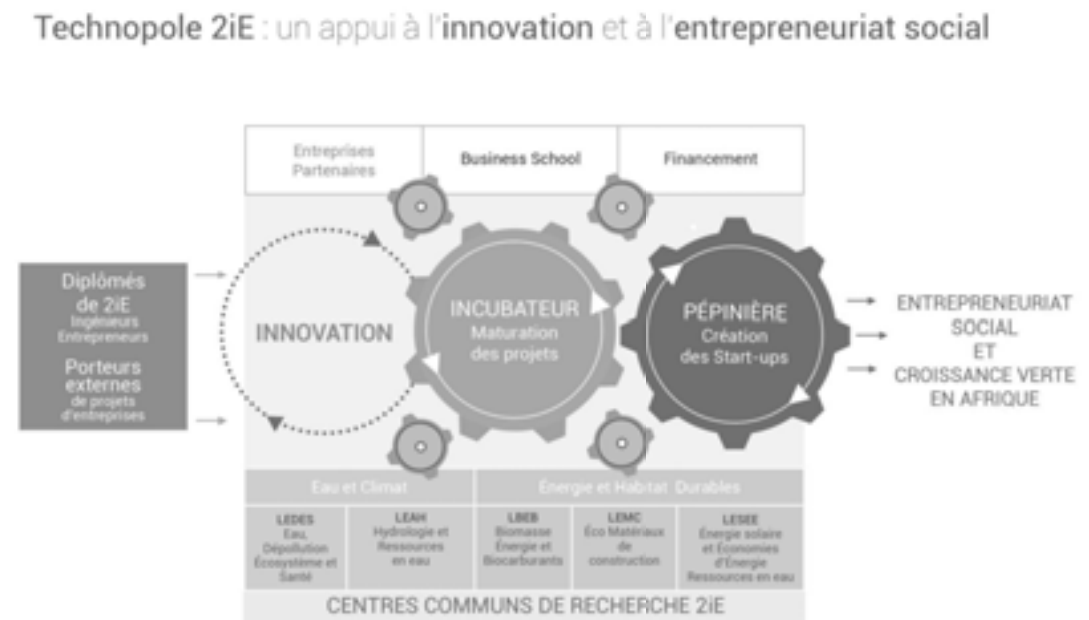 Technopole 2iE : un appui à l'innovation et à l'entrepreneuriat social
Entreprises
Partenaires
Business School
Financement
Diplômés
de 2iE
Ingénieurs
Entrepreneurs
Porteurs
externes
de projets
d'entreprises
INNOVATION
INCUBATEUR
Maturation
des projets
PÉPINIÈRE
Création
des Start-ups
ENTREPRENEURIAT
SOCIAL
ET
CROISSANCE VERTE
EN AFRIQUE
Eau et Climat
Énergie et Habitat Durables
LEDES
Eau,
Dépollution
Écosystème et
Santé
LEAH
Hydrologie et
Ressources
en eau
LBEB
Biomasse
Énergie et
Biocarburants
LEMC
Éco Matériaux
de
construction
LESEE
Énergie solaire
et Économies
d'Énergie
Ressources en eau
CENTRES COMMUNS DE RECHERCHE 2iE